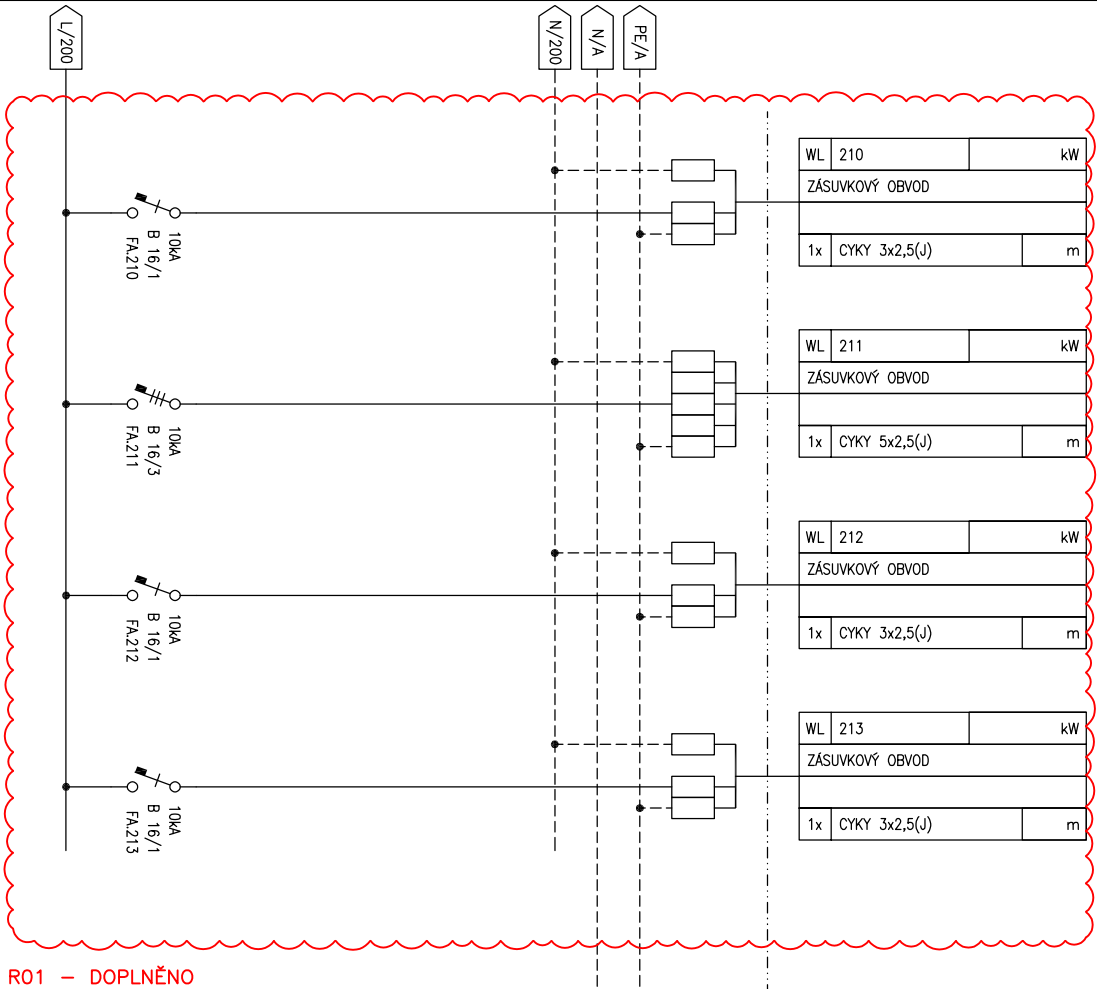 L/200
N/200
N/A
PE/A
WL 210 kW
ZÁSUVKOVÝ OBVOD
1x CYKY 3x2,5(J) m
10kA
B 16/1
FA.210
WL 211 kW
ZÁSUVKOVÝ OBVOD
1x CYKY 5x2,5(J) m
10kA
B 16/3
FA.211
WL 212 kW
ZÁSUVKOVÝ OBVOD
1x CYKY 3x2,5(J) m
10kA
B 16/1
FA.212
WL 213 kW
ZÁSUVKOVÝ OBVOD
1x CYKY 3x2,5(J) m
10kA
B 16/1
FA.213
R01 – DOPLNĚNO